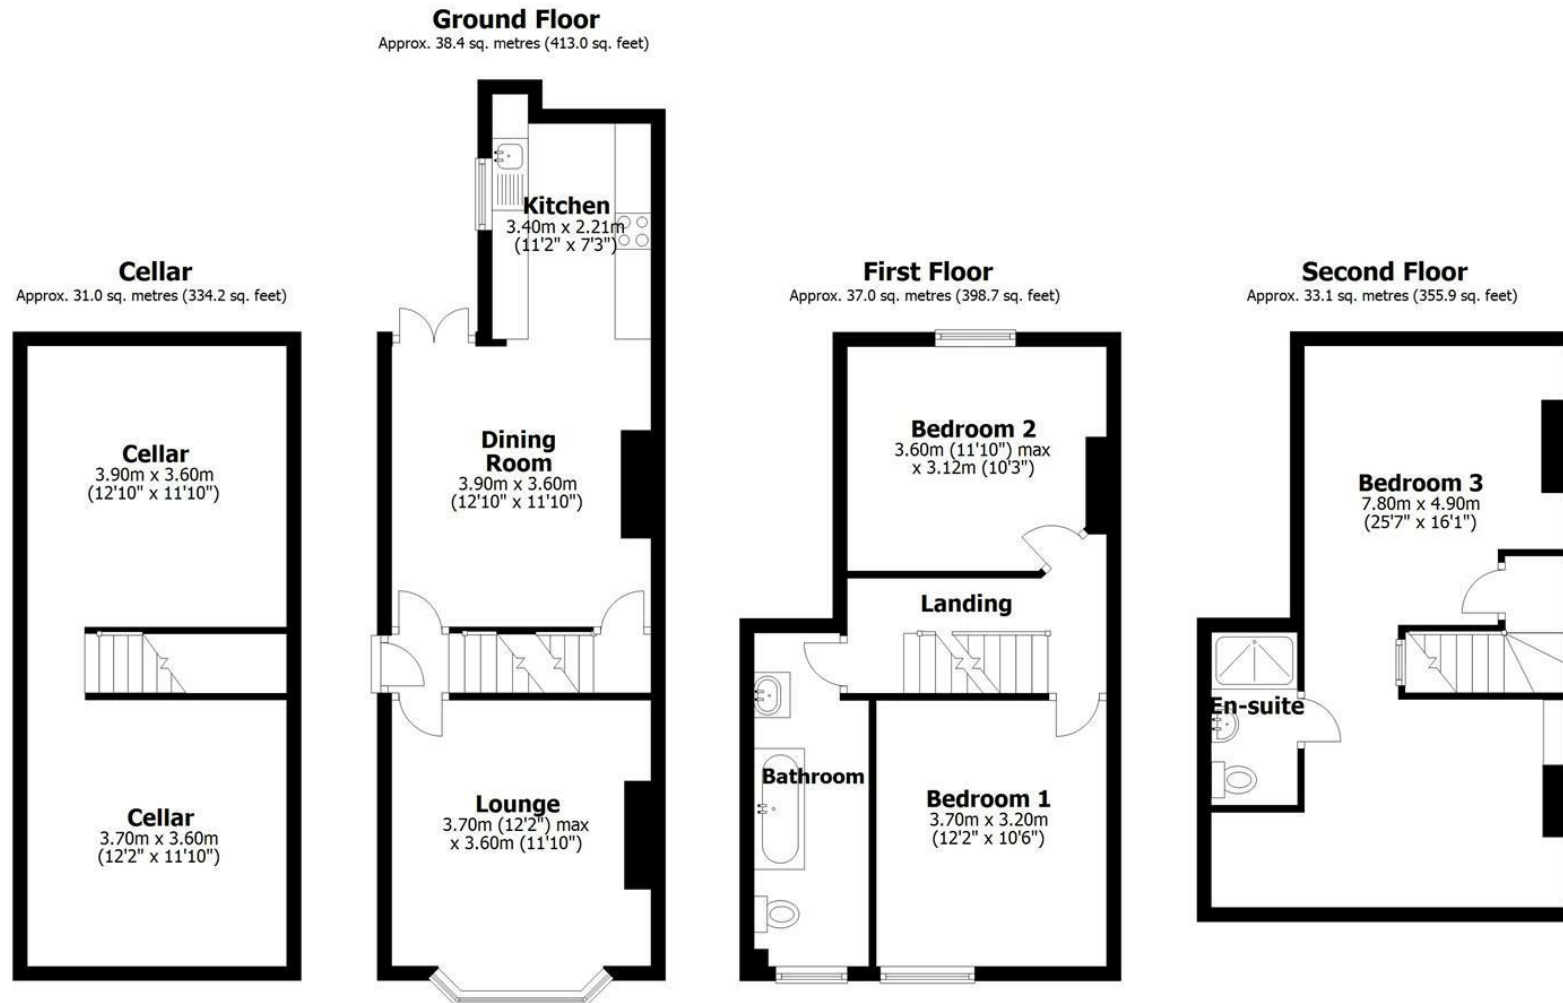 Ground Floor
Approx. 38.4 sq. metres (413.0 sq. feet)
Kitchen
3.40m x 2.21m
(11'2" x 7'3")
Dining
Room
3.90m x 3.60m
(12'10" x 11'10")
Lounge
3.70m (12'2") max
x 3.60m (11'10")
Cellar
Approx. 31.0 sq. metres (334.2 sq. feet)
Cellar
3.90m x 3.60m
(12'10" x 11'10")
Cellar
3.70m x 3.60m
(12'2" x 11'10")
First Floor
Approx. 37.0 sq. metres (398.7 sq. feet)
Bedroom 2
3.60m (11'10") max
x 3.12m (10'3")
Landing
Bathroom
Bedroom 1
3.70m x 3.20m
(12'2" x 10'6")
Second Floor
Approx. 33.1 sq. metres (355.9 sq. feet)
Bedroom 3
7.80m x 4.90m
(25'7" x 16'1")
En-suite